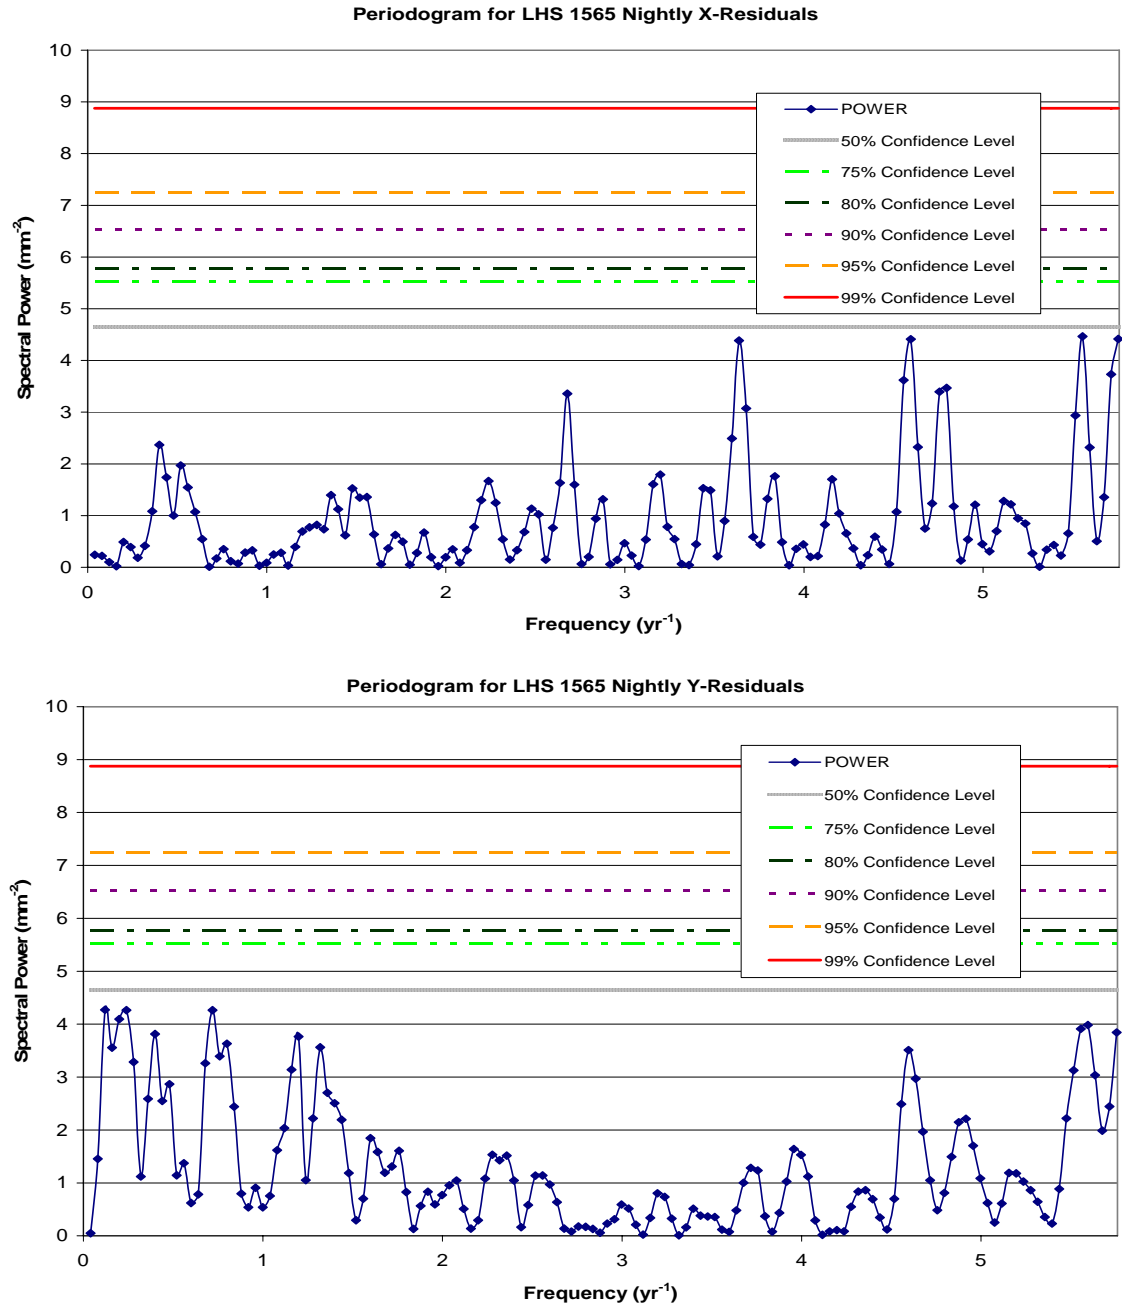 Periodogram for LHS 1565 Nightly X-Residuals
10
9
8
7
6
5
4
3
2
1
0
Spectral Power (mm-2)
POWER
50% Confidence Level
75% Confidence Level
80% Confidence Level
90% Confidence Level
95% Confidence Level
99% Confidence Level
0 1 2 3 4 5
Frequency (yr-1)
Periodogram for LHS 1565 Nightly Y-Residuals
10
9
8
7
6
5
4
3
2
1
0
Spectral Power (mm-2)
POWER
50% Confidence Level
75% Confidence Level
80% Confidence Level
90% Confidence Level
95% Confidence Level
99% Confidence Level
0 1 2 3 4 5
Frequency (yr-1)